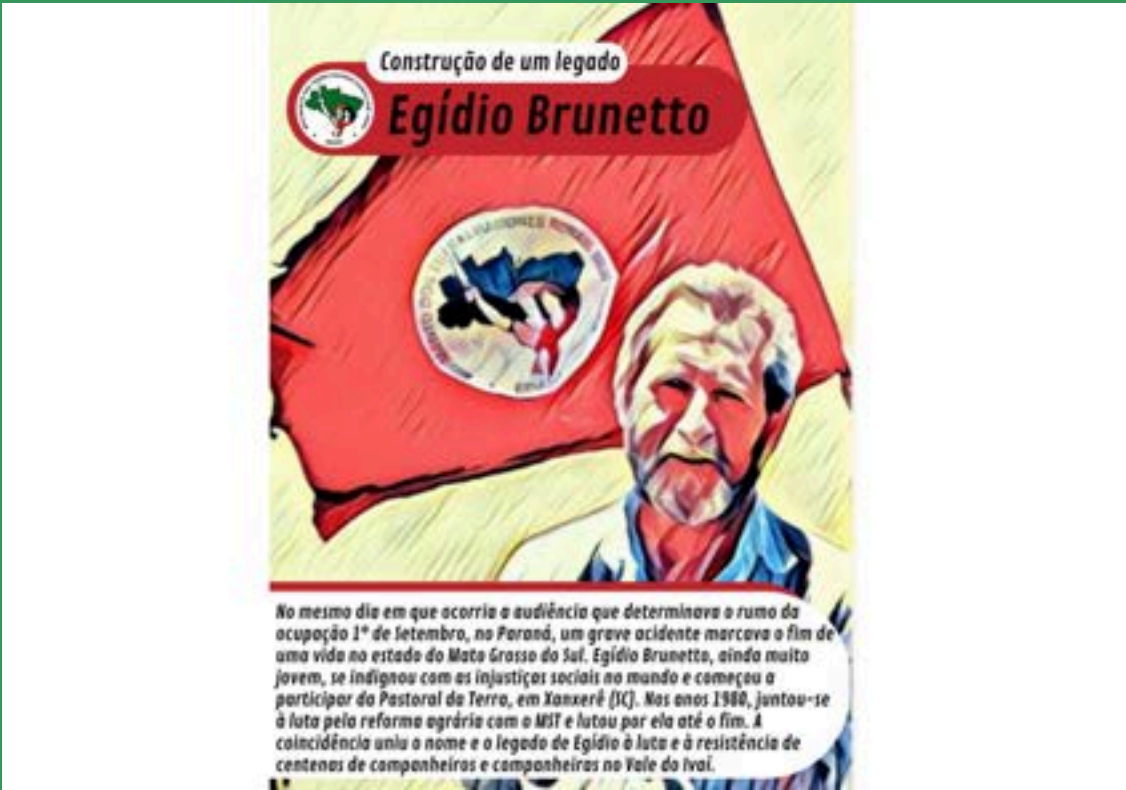 Construção de um legado
Egídio Brunetto
No mesmo dia em que ocorria a audiência que determinava o rumo da
ocupação 1º de Setembro, no Paraná, um grave acidente marcava o fim de
uma vida no estado do Mato Grosso do Sul. Egídio Brunetto, ainda muito
jovem, se indignou com as injustiças sociais no mundo e começou a
participar da Pastoral da Terra, em Xanxerê (SC). Nos anos 1980, juntou-se
à luta pela reforma agrária com o MST e lutou por ela até o fim. A
coincidência uniu o nome e o legado de Egídio à luta e à resistência de
centenas de companheiros e companheiras no Vale do Ivaí.